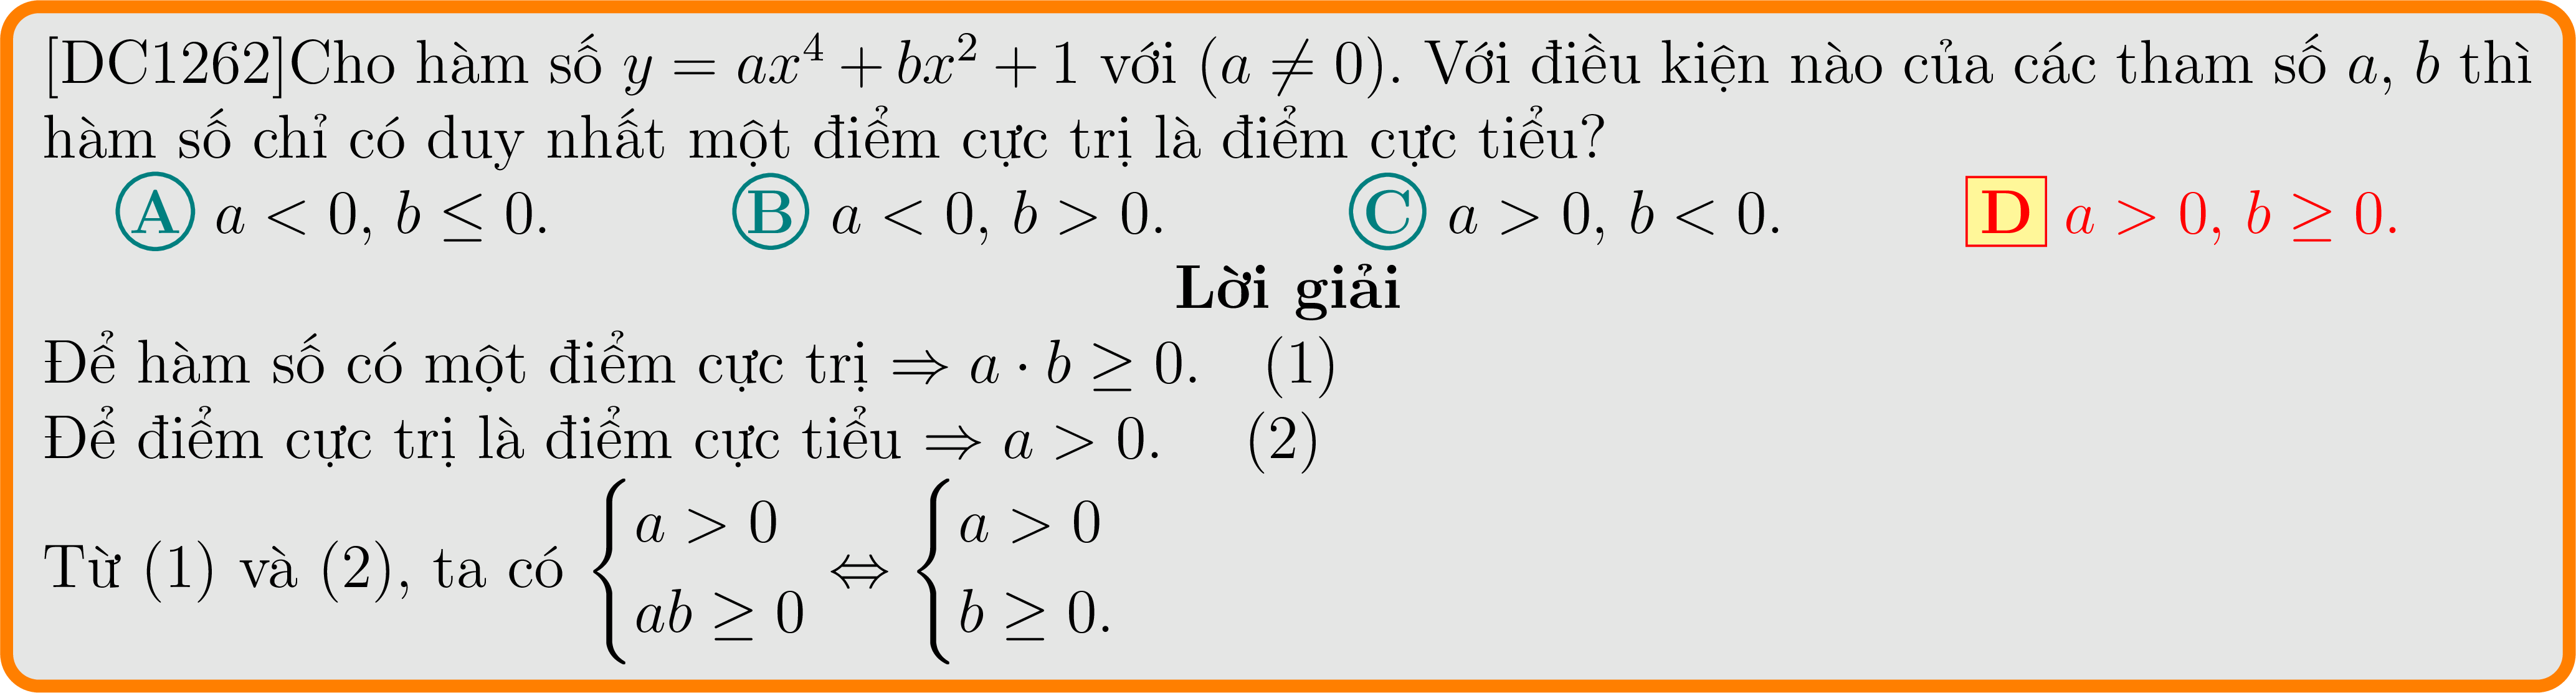 [DC1262]Cho hàm số $y = ax^4 + bx^2 + 1$ với $(a \neq 0)$. Với điều kiện nào của các tham số $a$, $b$ thì
hàm số chỉ có duy nhất một điểm cực trị là điểm cực tiểu?
A $a < 0, b \leq 0$. B $a < 0, b > 0$. C $a > 0, b < 0$. D $a > 0, b \geq 0$.
Lời giải
Để hàm số có một điểm cực trị $\Rightarrow a \cdot b \geq 0$. (1)
Để điểm cực trị là điểm cực tiểu $\Rightarrow a > 0$. (2)
Từ (1) và (2), ta có $\begin{cases} a > 0 \\ ab \geq 0 \end{cases} \Leftrightarrow \begin{cases} a > 0 \\ b \geq 0. \end{cases}$